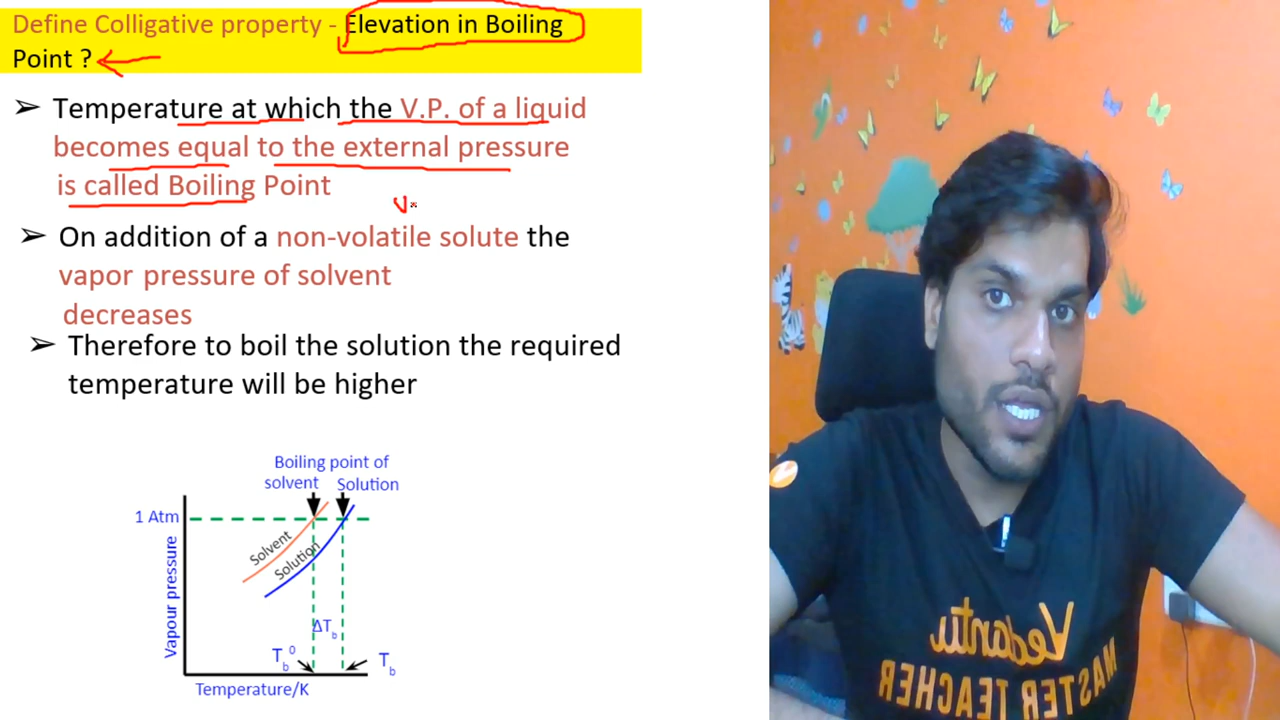 Define Colligative property - Elevation in Boiling
Point ?
➢ Temperature at which the V.P. of a liquid
becomes equal to the external pressure
is called Boiling Point
v.
➢ On addition of a non-volatile solute the
vapor pressure of solvent
decreases
➢ Therefore to boil the solution the required
temperature will be higher
Boiling point of
solvent Solution
1 Atm
Solvent
Solution
Vapour pressure
ΔTb
Tb0
Tb
Temperature/K
Vedantu
MASTER TEACHER